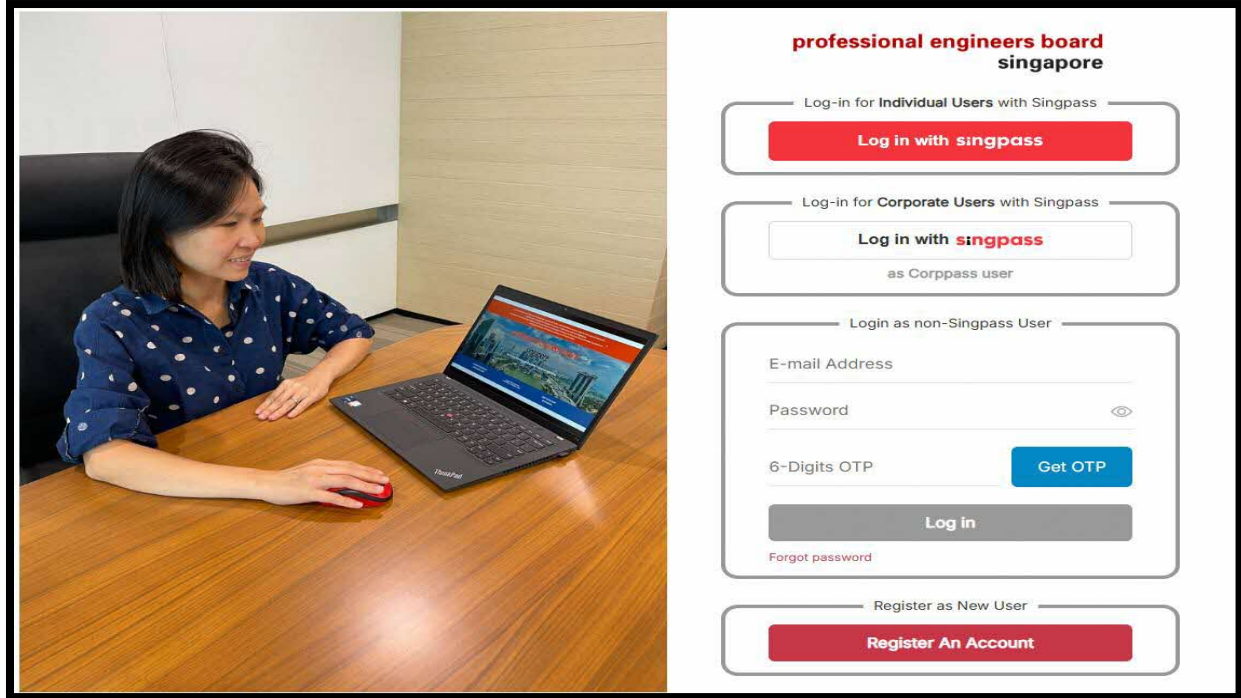 professional engineers board
singapore
Log-in for Individual Users with Singpass
Log in with singpass
Log-in for Corporate Users with Singpass
Log in with singpass
as Corppass user
Login as non-Singpass User
E-mail Address
Password
6-Digits OTP
Get OTP
Log in
Forgot password
Register as New User
Register An Account
ThinkPad